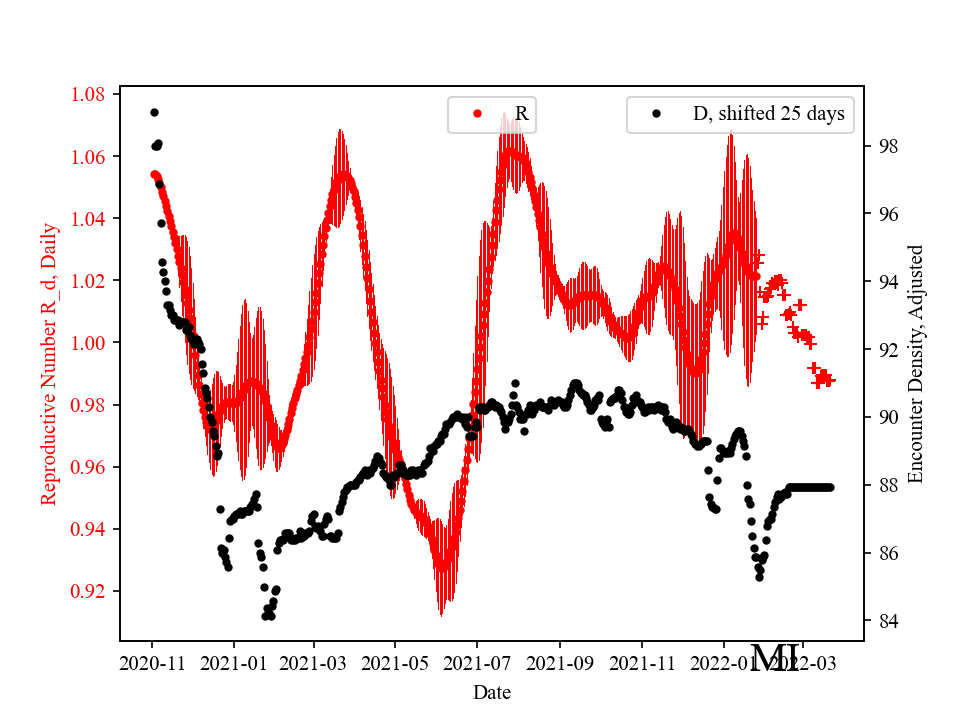 R
D, shifted 25 days
1.08
1.06
1.04
1.02
1.00
0.98
0.96
0.94
0.92
Reproductive Number R_d, Daily
98
96
94
92
90
88
86
84
Encounter Density, Adjusted
2020-11 2021-01 2021-03 2021-05 2021-07 2021-09 2021-11 2022-01 2022-03
MI
Date